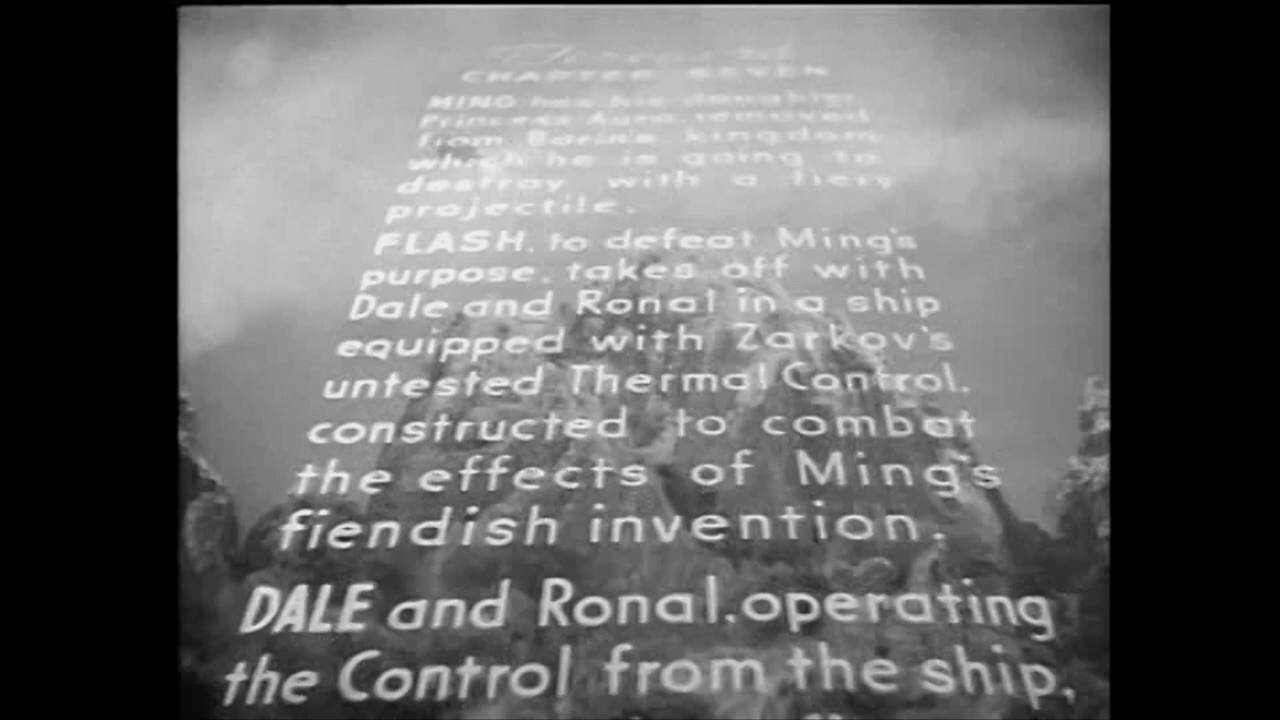 CHAPTER SEVEN
MING has his daughter,
Princess Aura removed
from Barin's kingdom,
which he is going to
destroy with a fiery
projectile.
FLASH, to defeat Ming's
purpose, takes off with
Dale and Ronal in a ship
equipped with Zarkov's
untested Thermal Control,
constructed to combat
the effects of Ming's
fiendish invention.
DALE and Ronal, operating
the Control from the ship,